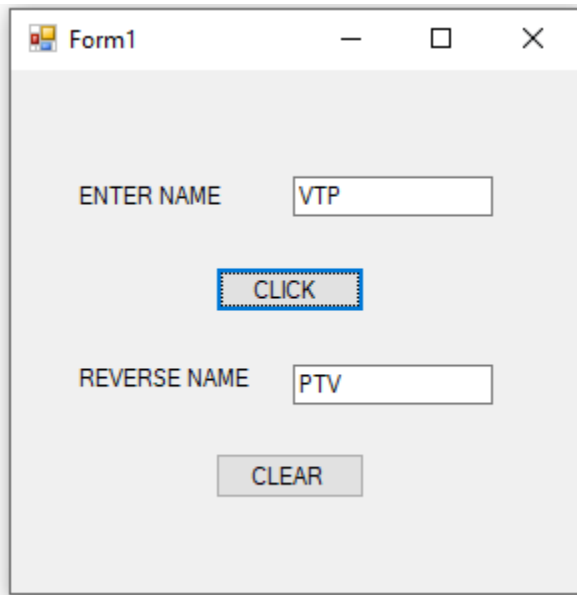 Form1
ENTER NAME VTP
CLICK
REVERSE NAME PTV
CLEAR